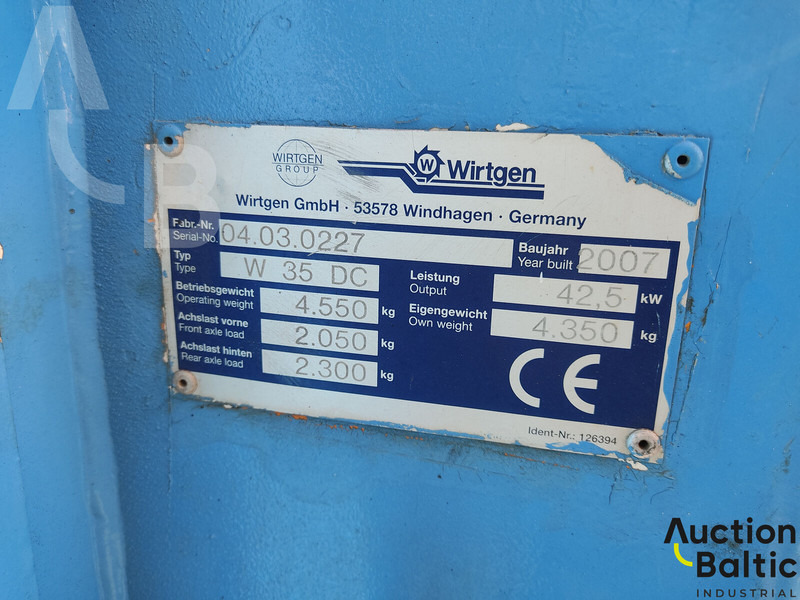 WIRTGEN
GROUP
W Wirtgen
Wirtgen GmbH · 53578 Windhagen · Germany
Fabr.-Nr.
Serial-No. 04.03.0227
Baujahr
Year built 2007
Typ
Type W 35 DC
Leistung
Output 42,5 kW
Betriebsgewicht
Operating weight 4.550 kg
Eigengewicht
Own weight 4.350 kg
Achslast vorne
Front axle load 2.050 kg
Achslast hinten
Rear axle load 2.300 kg
CE
Ident-Nr.: 126394
Auction
Baltic
INDUSTRIAL